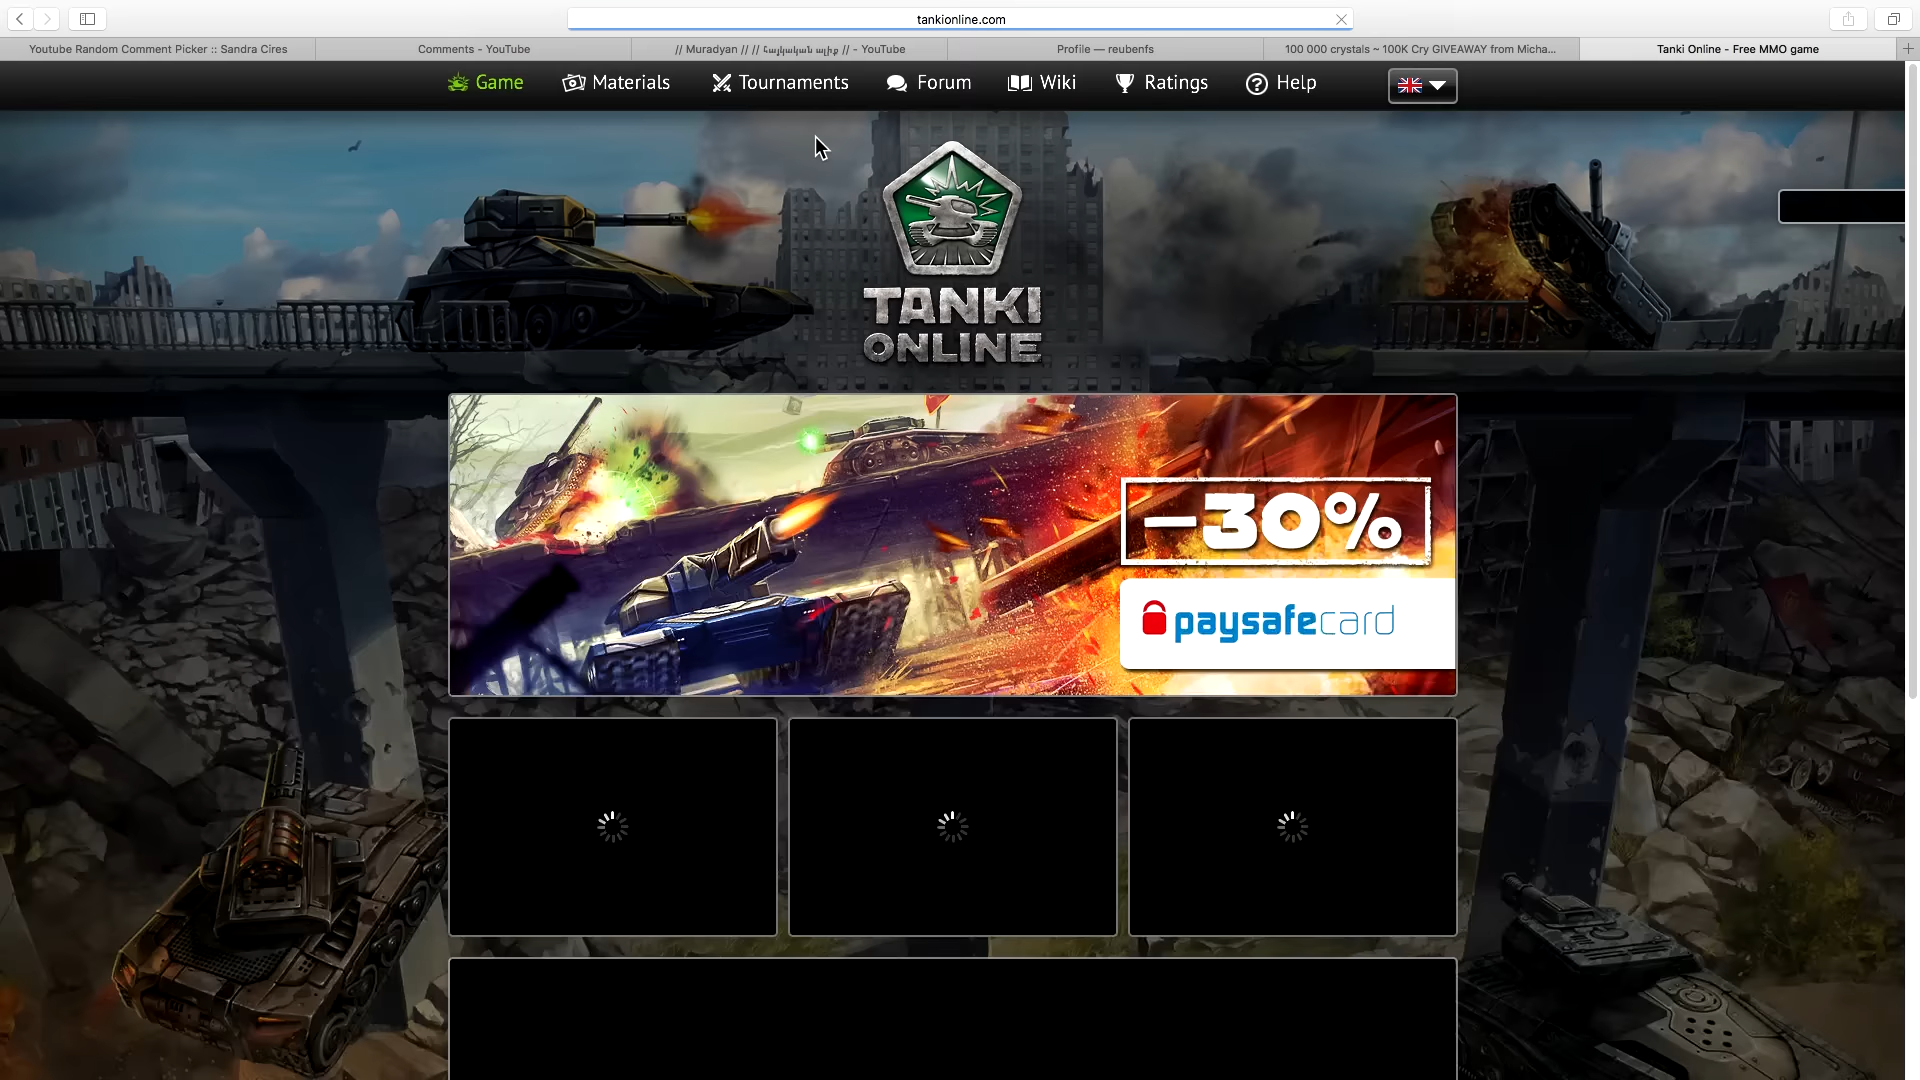 tankionline.com
Youtube Random Comment Picker :: Sandra Cires
Comments - YouTube
// Muradyan // // հայկական ալիք // - YouTube
Profile — reubenfs
100 000 crystals ~ 100K Cry GIVEAWAY from Micha...
Tanki Online - Free MMO game
Game
Materials
Tournaments
Forum
Wiki
Ratings
Help
TANKI
ONLINE
–30%
paysafecard